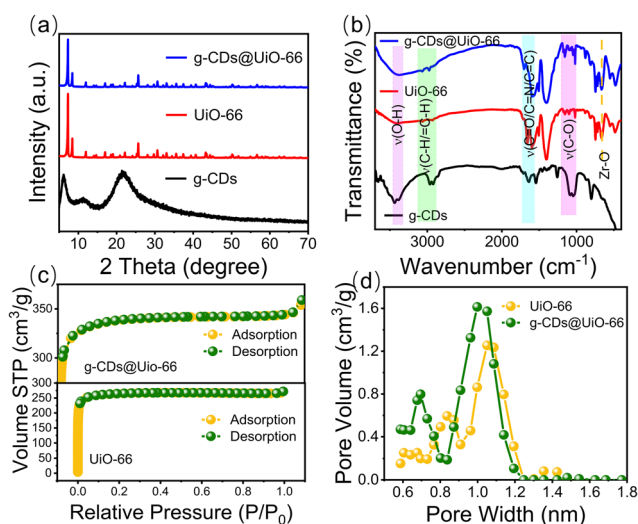 (a)
g-CDs@UiO-66
UiO-66
g-CDs
Intensity (a.u.)
10 20 30 40 50 60 70
2 Theta (degree)
(b)
g-CDs@UiO-66
UiO-66
g-CDs
ν(O-H)
ν(C-H/=C-H)
ν(C=O/C=N/C=C)
ν(C-O)
Zr-O
Transmittance (%)
3000 2000 1000
Wavenumber (cm-1)
(c)
350
300
Adsorption
Desorption
g-CDs@Uio-66
300
250
200
150
100
50
0
Adsorption
Desorption
UiO-66
Volume STP (cm3/g)
0.0 0.2 0.4 0.6 0.8 1.0
Relative Pressure (P/P0)
(d)
UiO-66
g-CDs@UiO-66
1.6
1.2
0.8
0.4
0.0
Pore Volume (cm3/g)
0.6 0.8 1.0 1.2 1.4 1.6 1.8
Pore Width (nm)